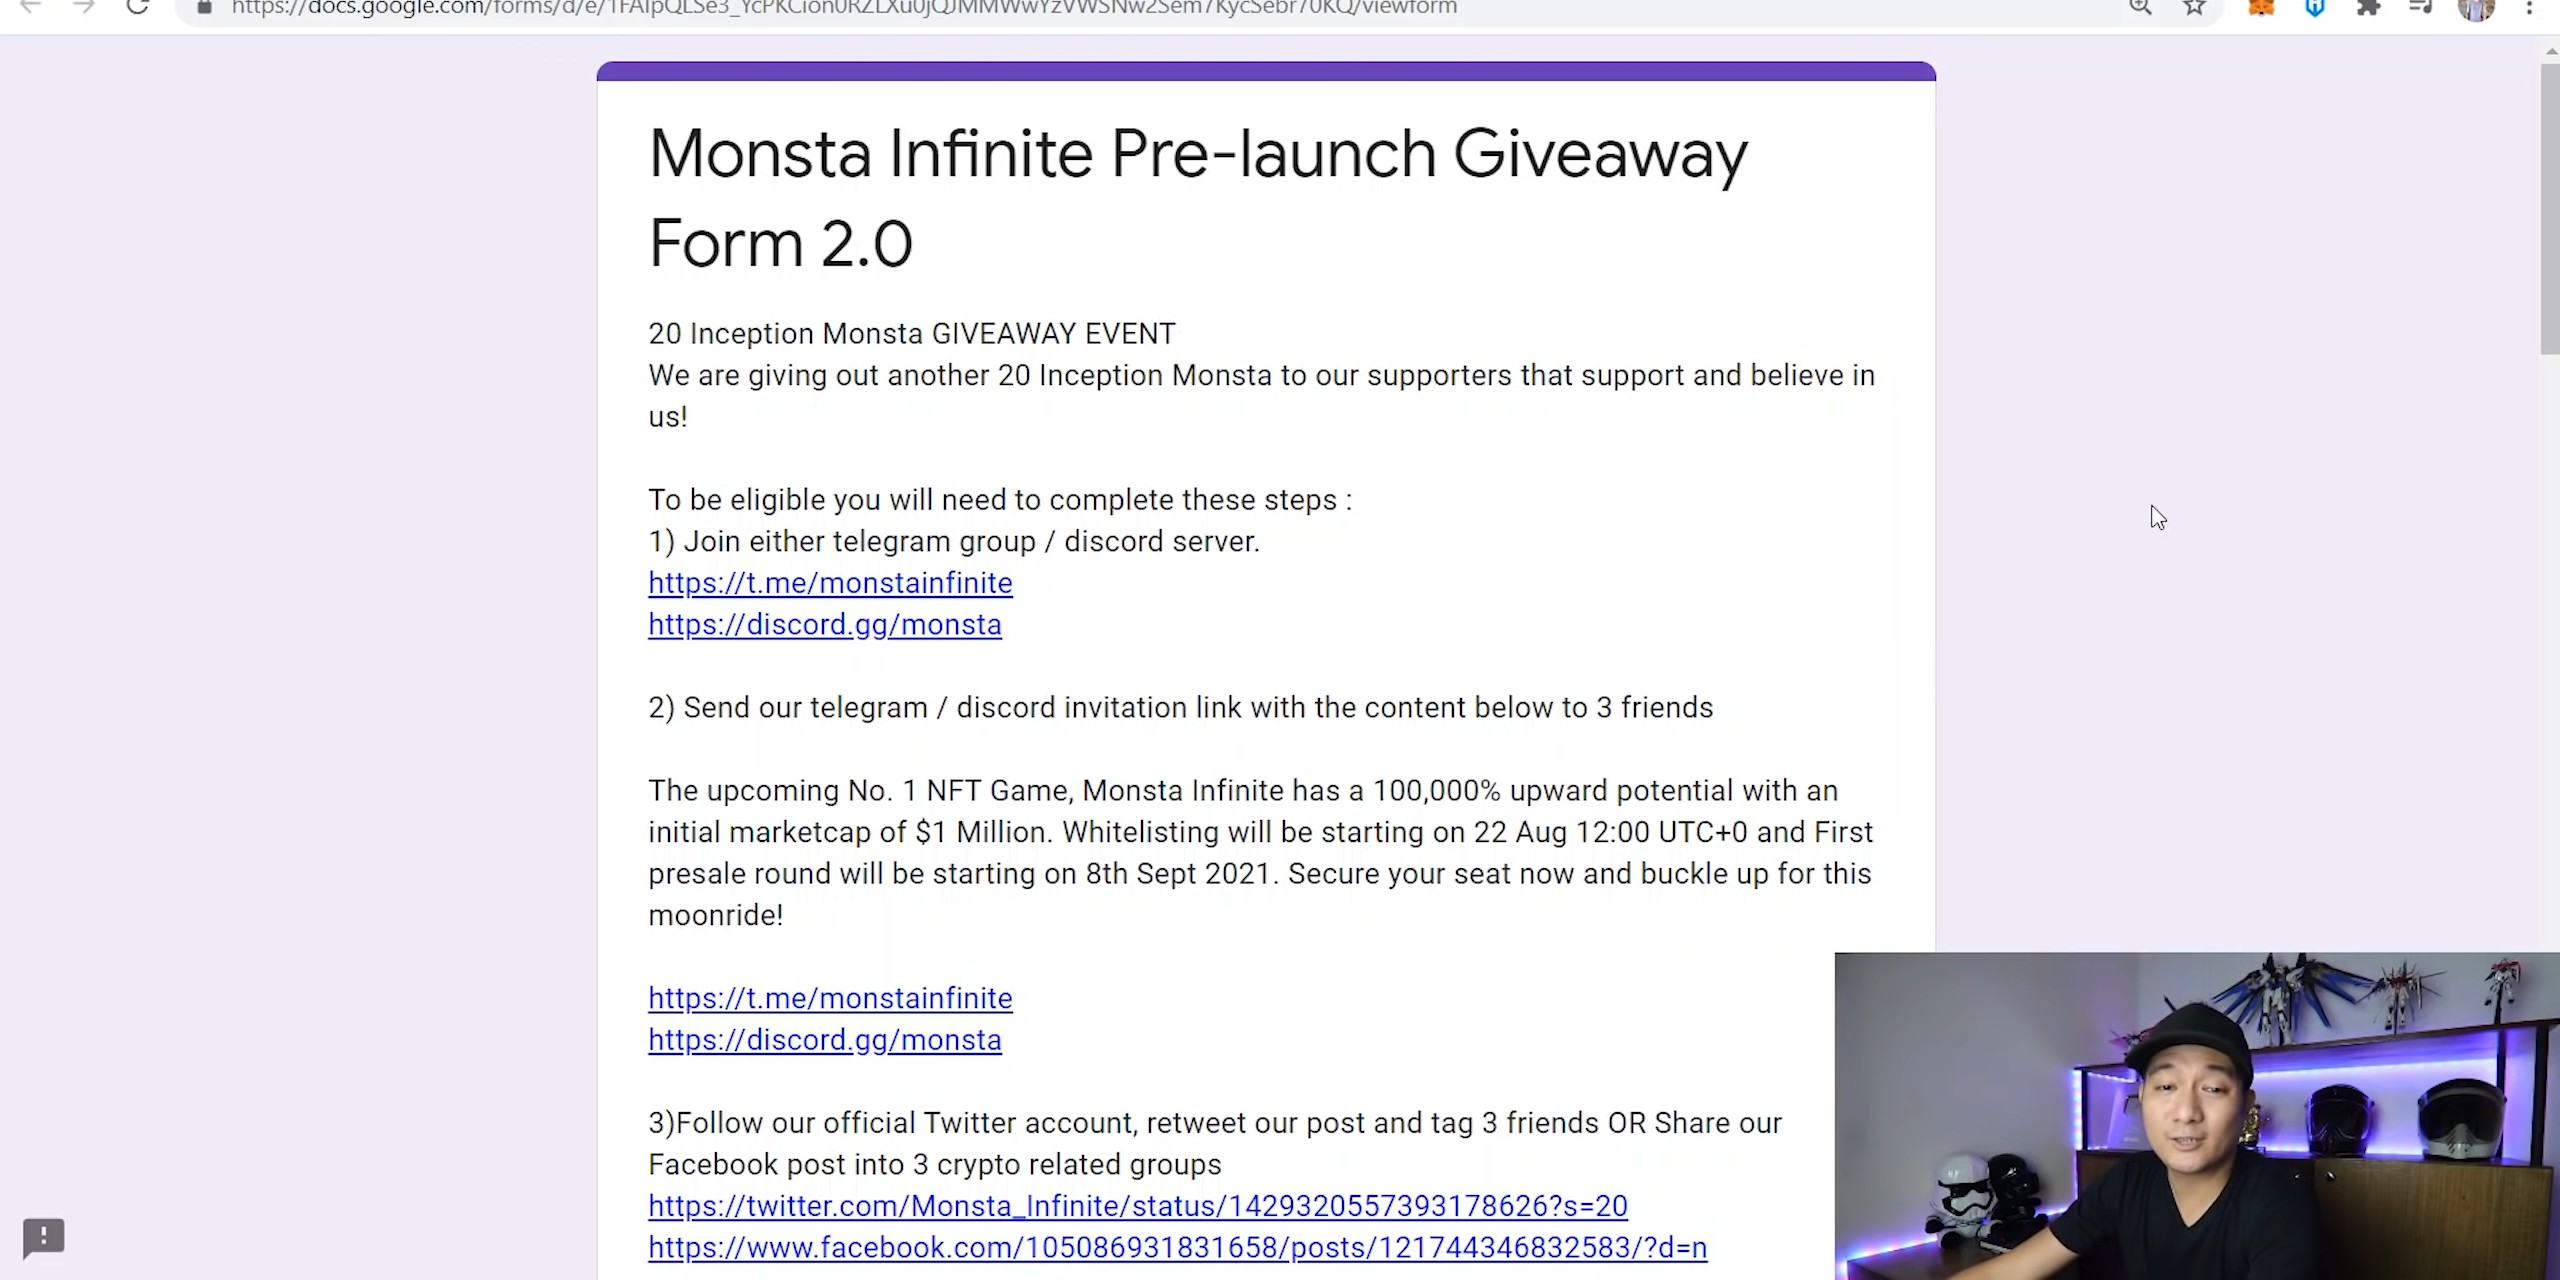 Monsta Infinite Pre-launch Giveaway
Form 2.0
20 Inception Monsta GIVEAWAY EVENT
We are giving out another 20 Inception Monsta to our supporters that support and believe in
us!
To be eligible you will need to complete these steps :
1) Join either telegram group / discord server.
https://t.me/monstainfinite
https://discord.gg/monsta
2) Send our telegram / discord invitation link with the content below to 3 friends
The upcoming No. 1 NFT Game, Monsta Infinite has a 100,000% upward potential with an
initial marketcap of $1 Million. Whitelisting will be starting on 22 Aug 12:00 UTC+0 and First
presale round will be starting on 8th Sept 2021. Secure your seat now and buckle up for this
moonride!
https://t.me/monstainfinite
https://discord.gg/monsta
3)Follow our official Twitter account, retweet our post and tag 3 friends OR Share our
Facebook post into 3 crypto related groups
https://twitter.com/Monsta_Infinite/status/1429320557393178626?s=20
https://www.facebook.com/105086931831658/posts/121744346832583/?d=n